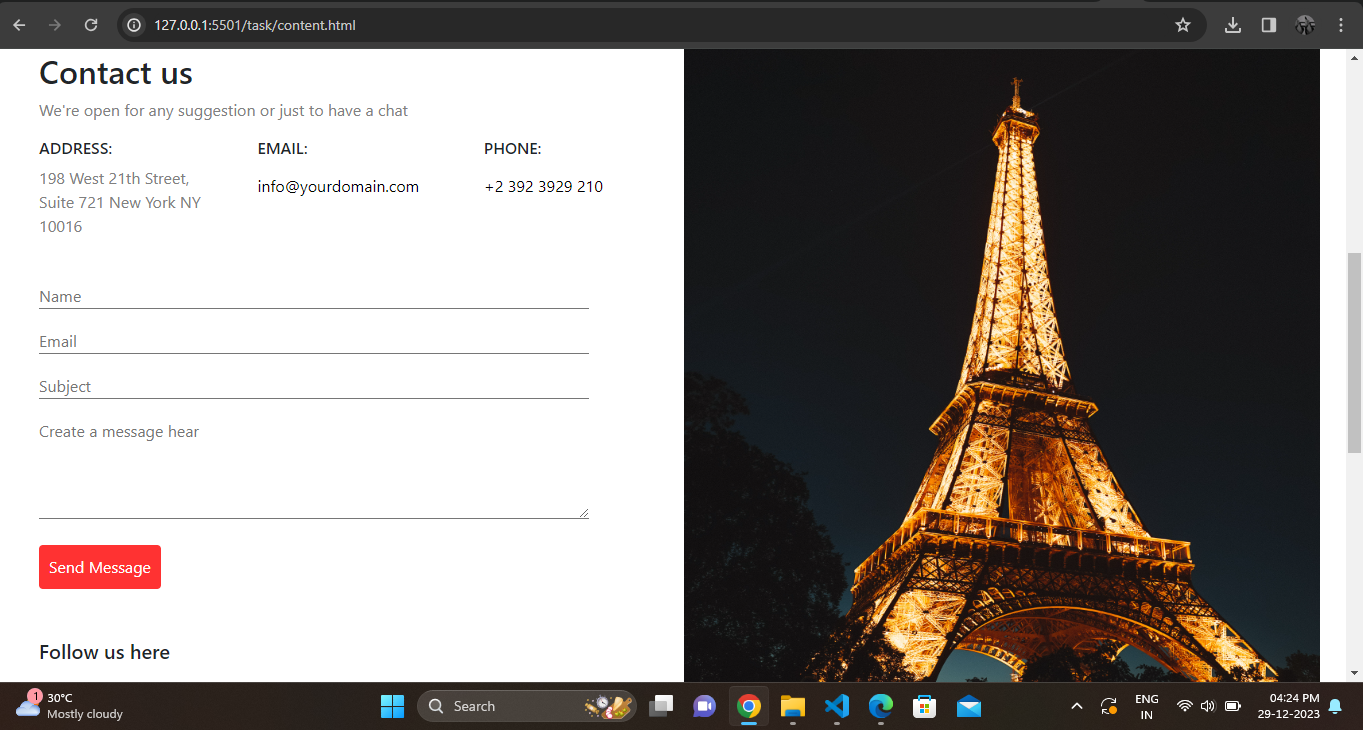 127.0.0.1:5501/task/content.html
Contact us
We're open for any suggestion or just to have a chat
ADDRESS:
EMAIL:
PHONE:
198 West 21th Street,
Suite 721 New York NY
10016
info@yourdomain.com
+2 392 3929 210
Name
Email
Subject
Create a message hear
Send Message
Follow us here
1
30°C
Mostly cloudy
Search
ENG
IN
04:24 PM
29-12-2023